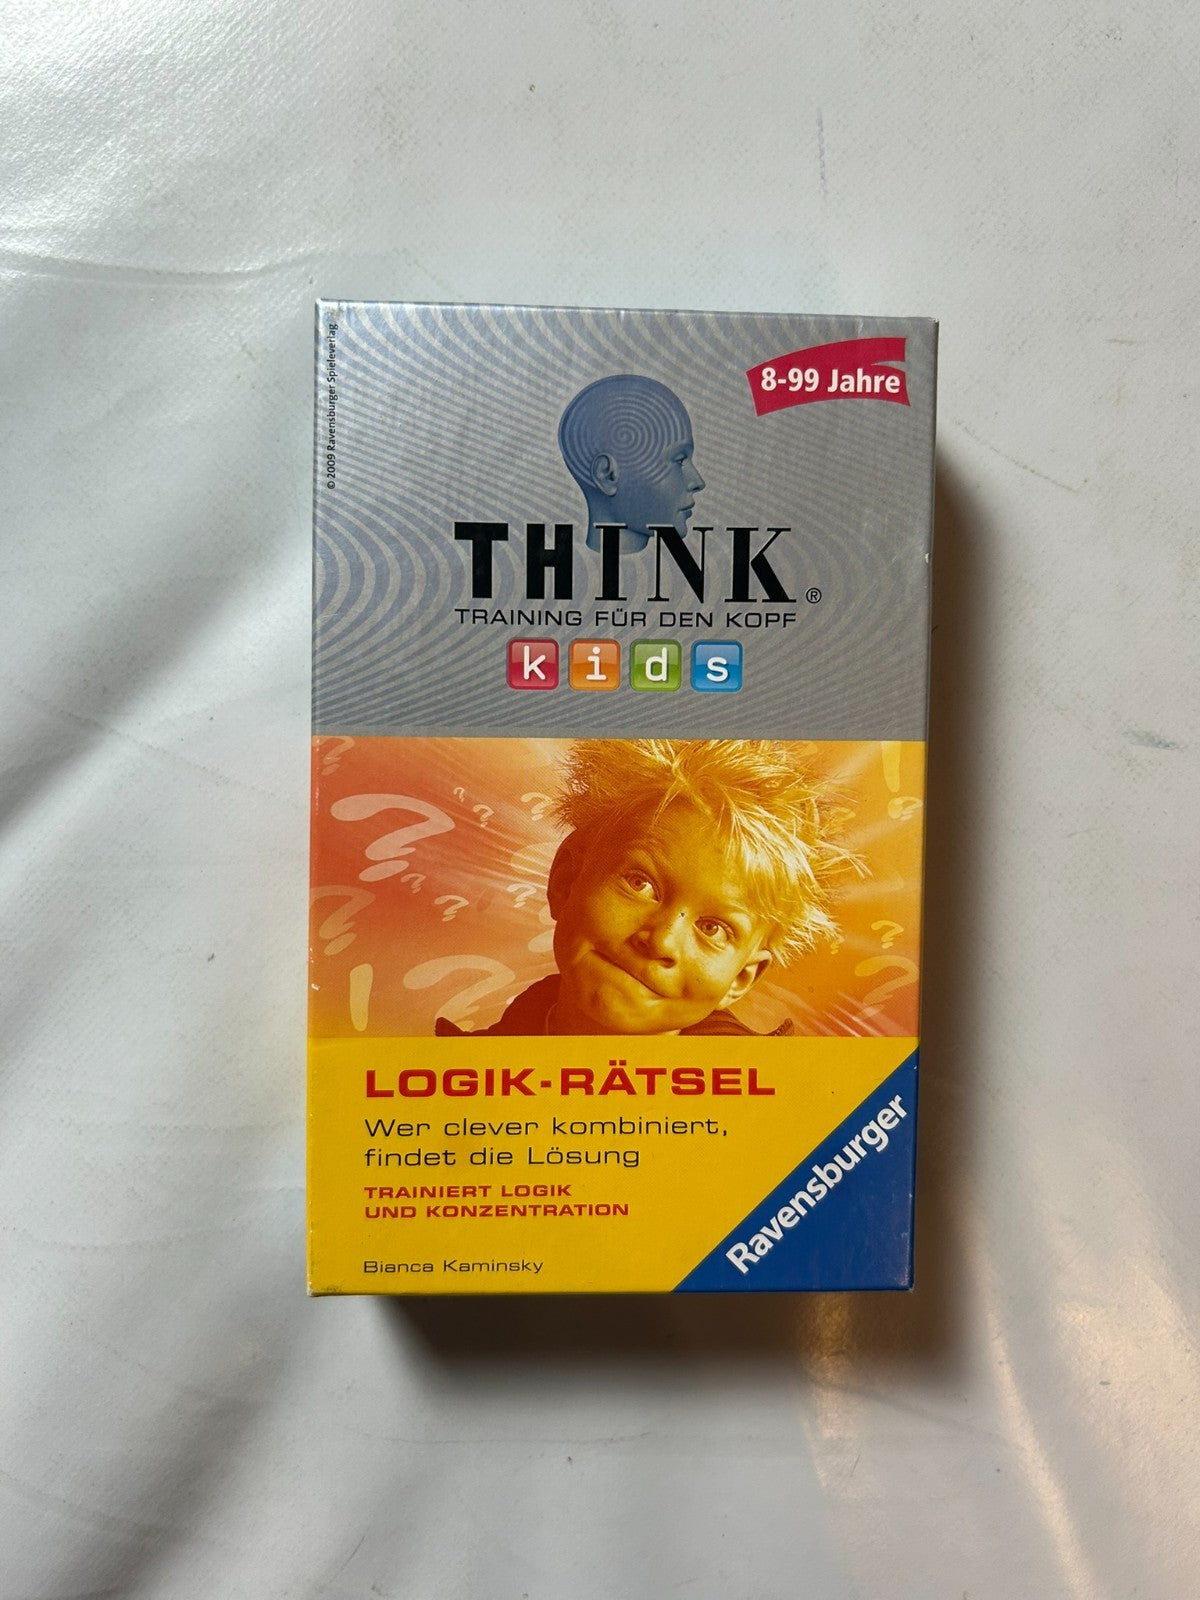 © 2009 Ravensburger Spieleverlag
8-99 Jahre
THINK®
TRAINING FÜR DEN KOPF
kids
LOGIK-RÄTSEL
Wer clever kombiniert,
findet die Lösung
TRAINIERT LOGIK
UND KONZENTRATION
Bianca Kaminsky
Ravensburger